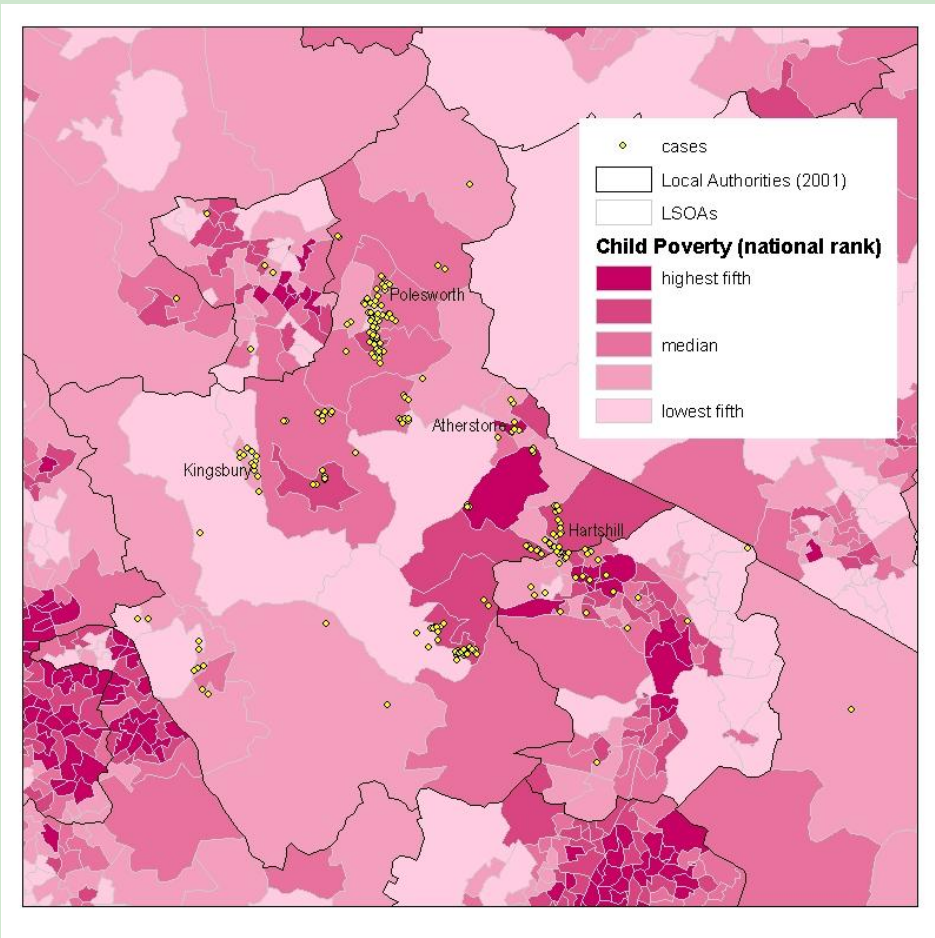 cases
Local Authorities (2001)
LSOAs
Child Poverty (national rank)
highest fifth
median
lowest fifth
Polesworth
Atherstone
Kingsbury
Hartshill